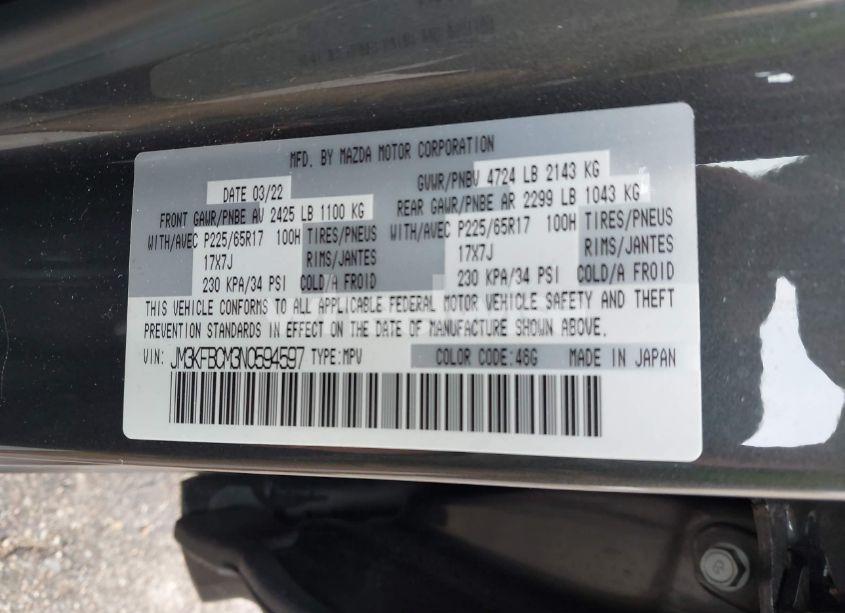 MFD. BY MAZDA MOTOR CORPORATION
DATE 03/22 GVWR/PNBV 4724 LB 2143 KG
FRONT GAWR/PNBE AV 2425 LB 1100 KG REAR GAWR/PNBE AR 2299 LB 1043 KG
WITH/AVEC P225/65R17 100H TIRES/PNEUS WITH/AVEC P225/65R17 100H TIRES/PNEUS
17X7J RIMS/JANTES 17X7J RIMS/JANTES
230 KPA/34 PSI COLD/A FROID 230 KPA/34 PSI COLD/A FROID
THIS VEHICLE CONFORMS TO ALL APPLICABLE FEDERAL MOTOR VEHICLE SAFETY AND THEFT
PREVENTION STANDARDS IN EFFECT ON THE DATE OF MANUFACTURE SHOWN ABOVE.
VIN: JM3KFBCM3N0594597 TYPE:MPV COLOR CODE:46G MADE IN JAPAN